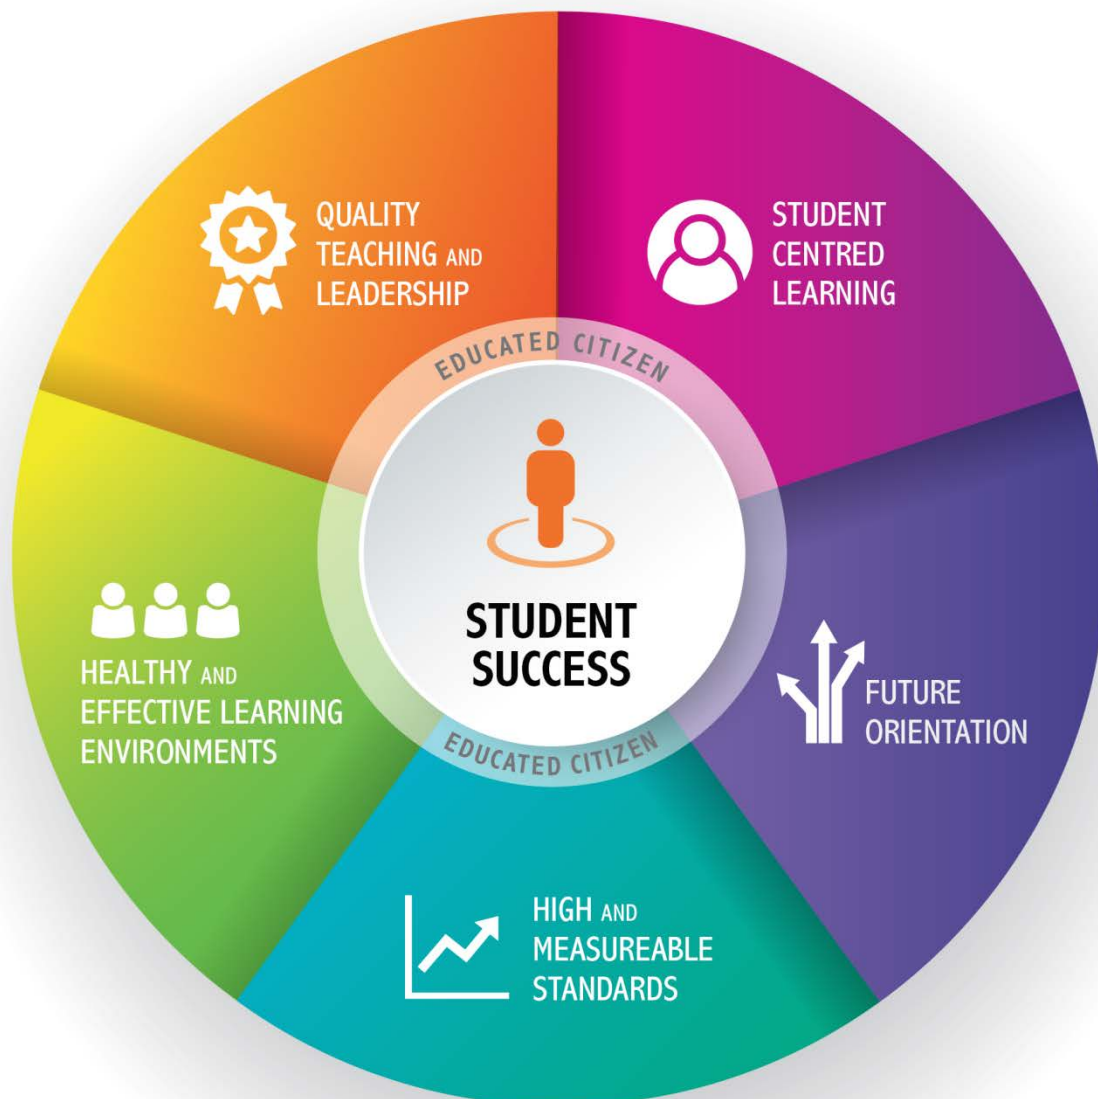 QUALITY
TEACHING AND
LEADERSHIP
STUDENT
CENTRED
LEARNING
EDUCATED CITIZEN
STUDENT
SUCCESS
EDUCATED CITIZEN
HEALTHY AND
EFFECTIVE LEARNING
ENVIRONMENTS
FUTURE
ORIENTATION
HIGH AND
MEASUREABLE
STANDARDS